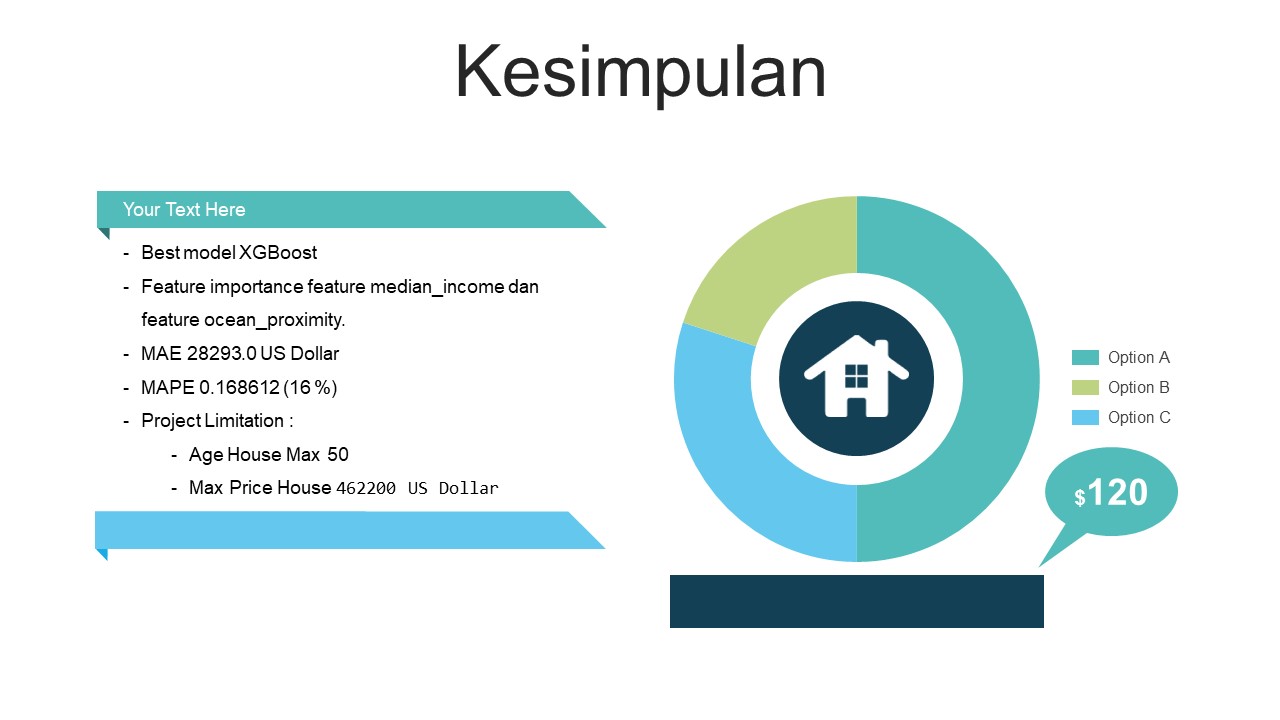 Kesimpulan
Your Text Here
- Best model XGBoost
- Feature importance feature median_income dan
feature ocean_proximity.
- MAE 28293.0 US Dollar
- MAPE 0.168612 (16 %)
- Project Limitation :
- Age House Max 50
- Max Price House 462200 US Dollar
Option A
Option B
Option C
$120